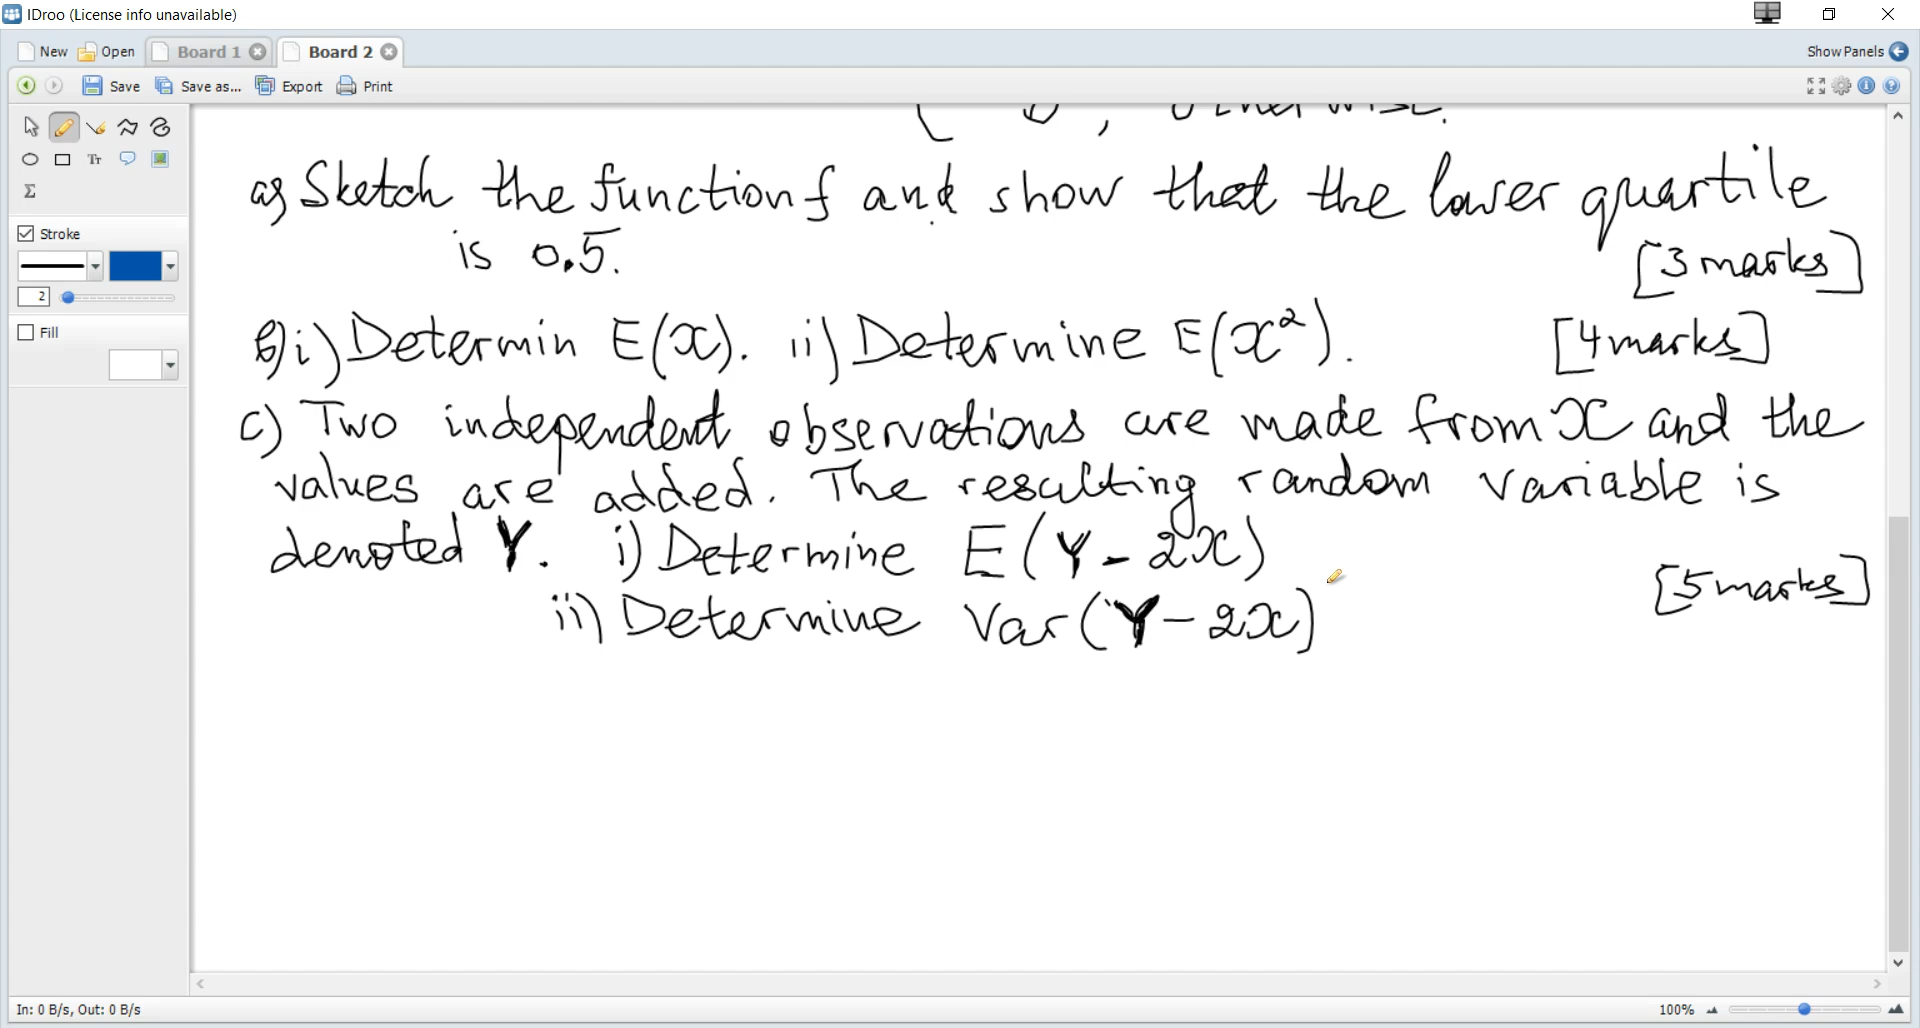 IDroo (License info unavailable)
New Open Board 1 Board 2 Show Panels
Save Save as... Export Print
0, otherwise.
a) Sketch the function f and show that the lower quartile
is 0.5.
[3 marks]
b) i) Determin E(x). ii) Determine E(x²). [4 marks]
c) Two independent observations are made from x and the
values are added. The resulting random variable is
denoted Y. i) Determine E(Y - 2x)
[5 marks]
ii) Determine Var(Y - 2x)
Tт
Σ
Stroke
2
Fill
In: 0 B/s, Out: 0 B/s 100%